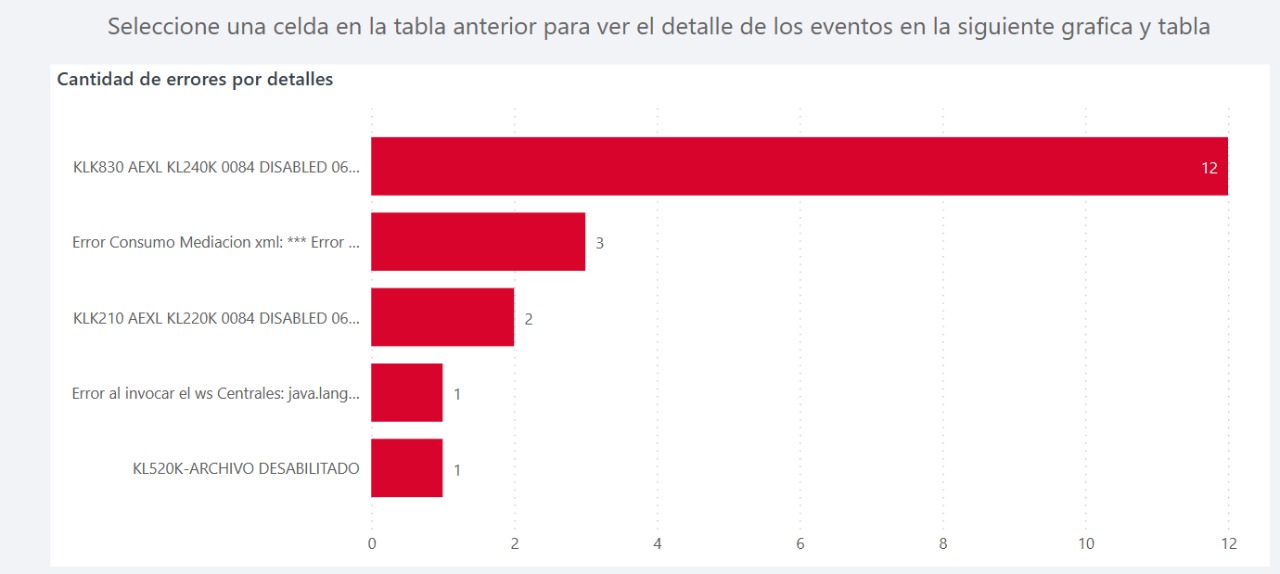 Seleccione una celda en la tabla anterior para ver el detalle de los eventos en la siguiente grafica y tabla
Cantidad de errores por detalles
KLK830 AEXL KL240K 0084 DISABLED 06...
12
Error Consumo Mediacion xml: *** Error ...
3
KLK210 AEXL KL220K 0084 DISABLED 06...
2
Error al invocar el ws Centrales: java.lang...
1
KL520K-ARCHIVO DESABILITADO
1
0 2 4 6 8 10 12